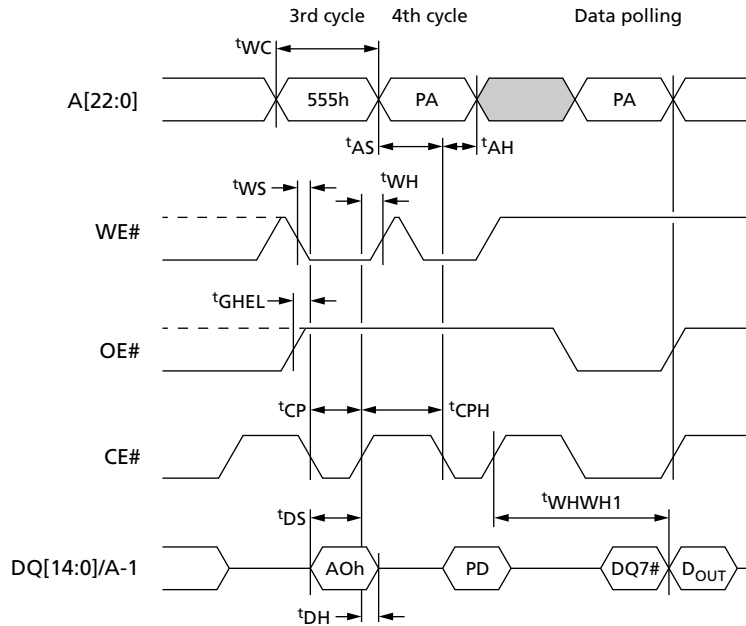 3rd cycle 4th cycle Data polling
tWC
A[22:0] 555h PA PA
tAS tAH
tWS tWH
WE#
tGHEL
OE#
tCP tCPH
CE#
tWHWH1
tDS
DQ[14:0]/A-1 AOh PD DQ7# DOUT
tDH